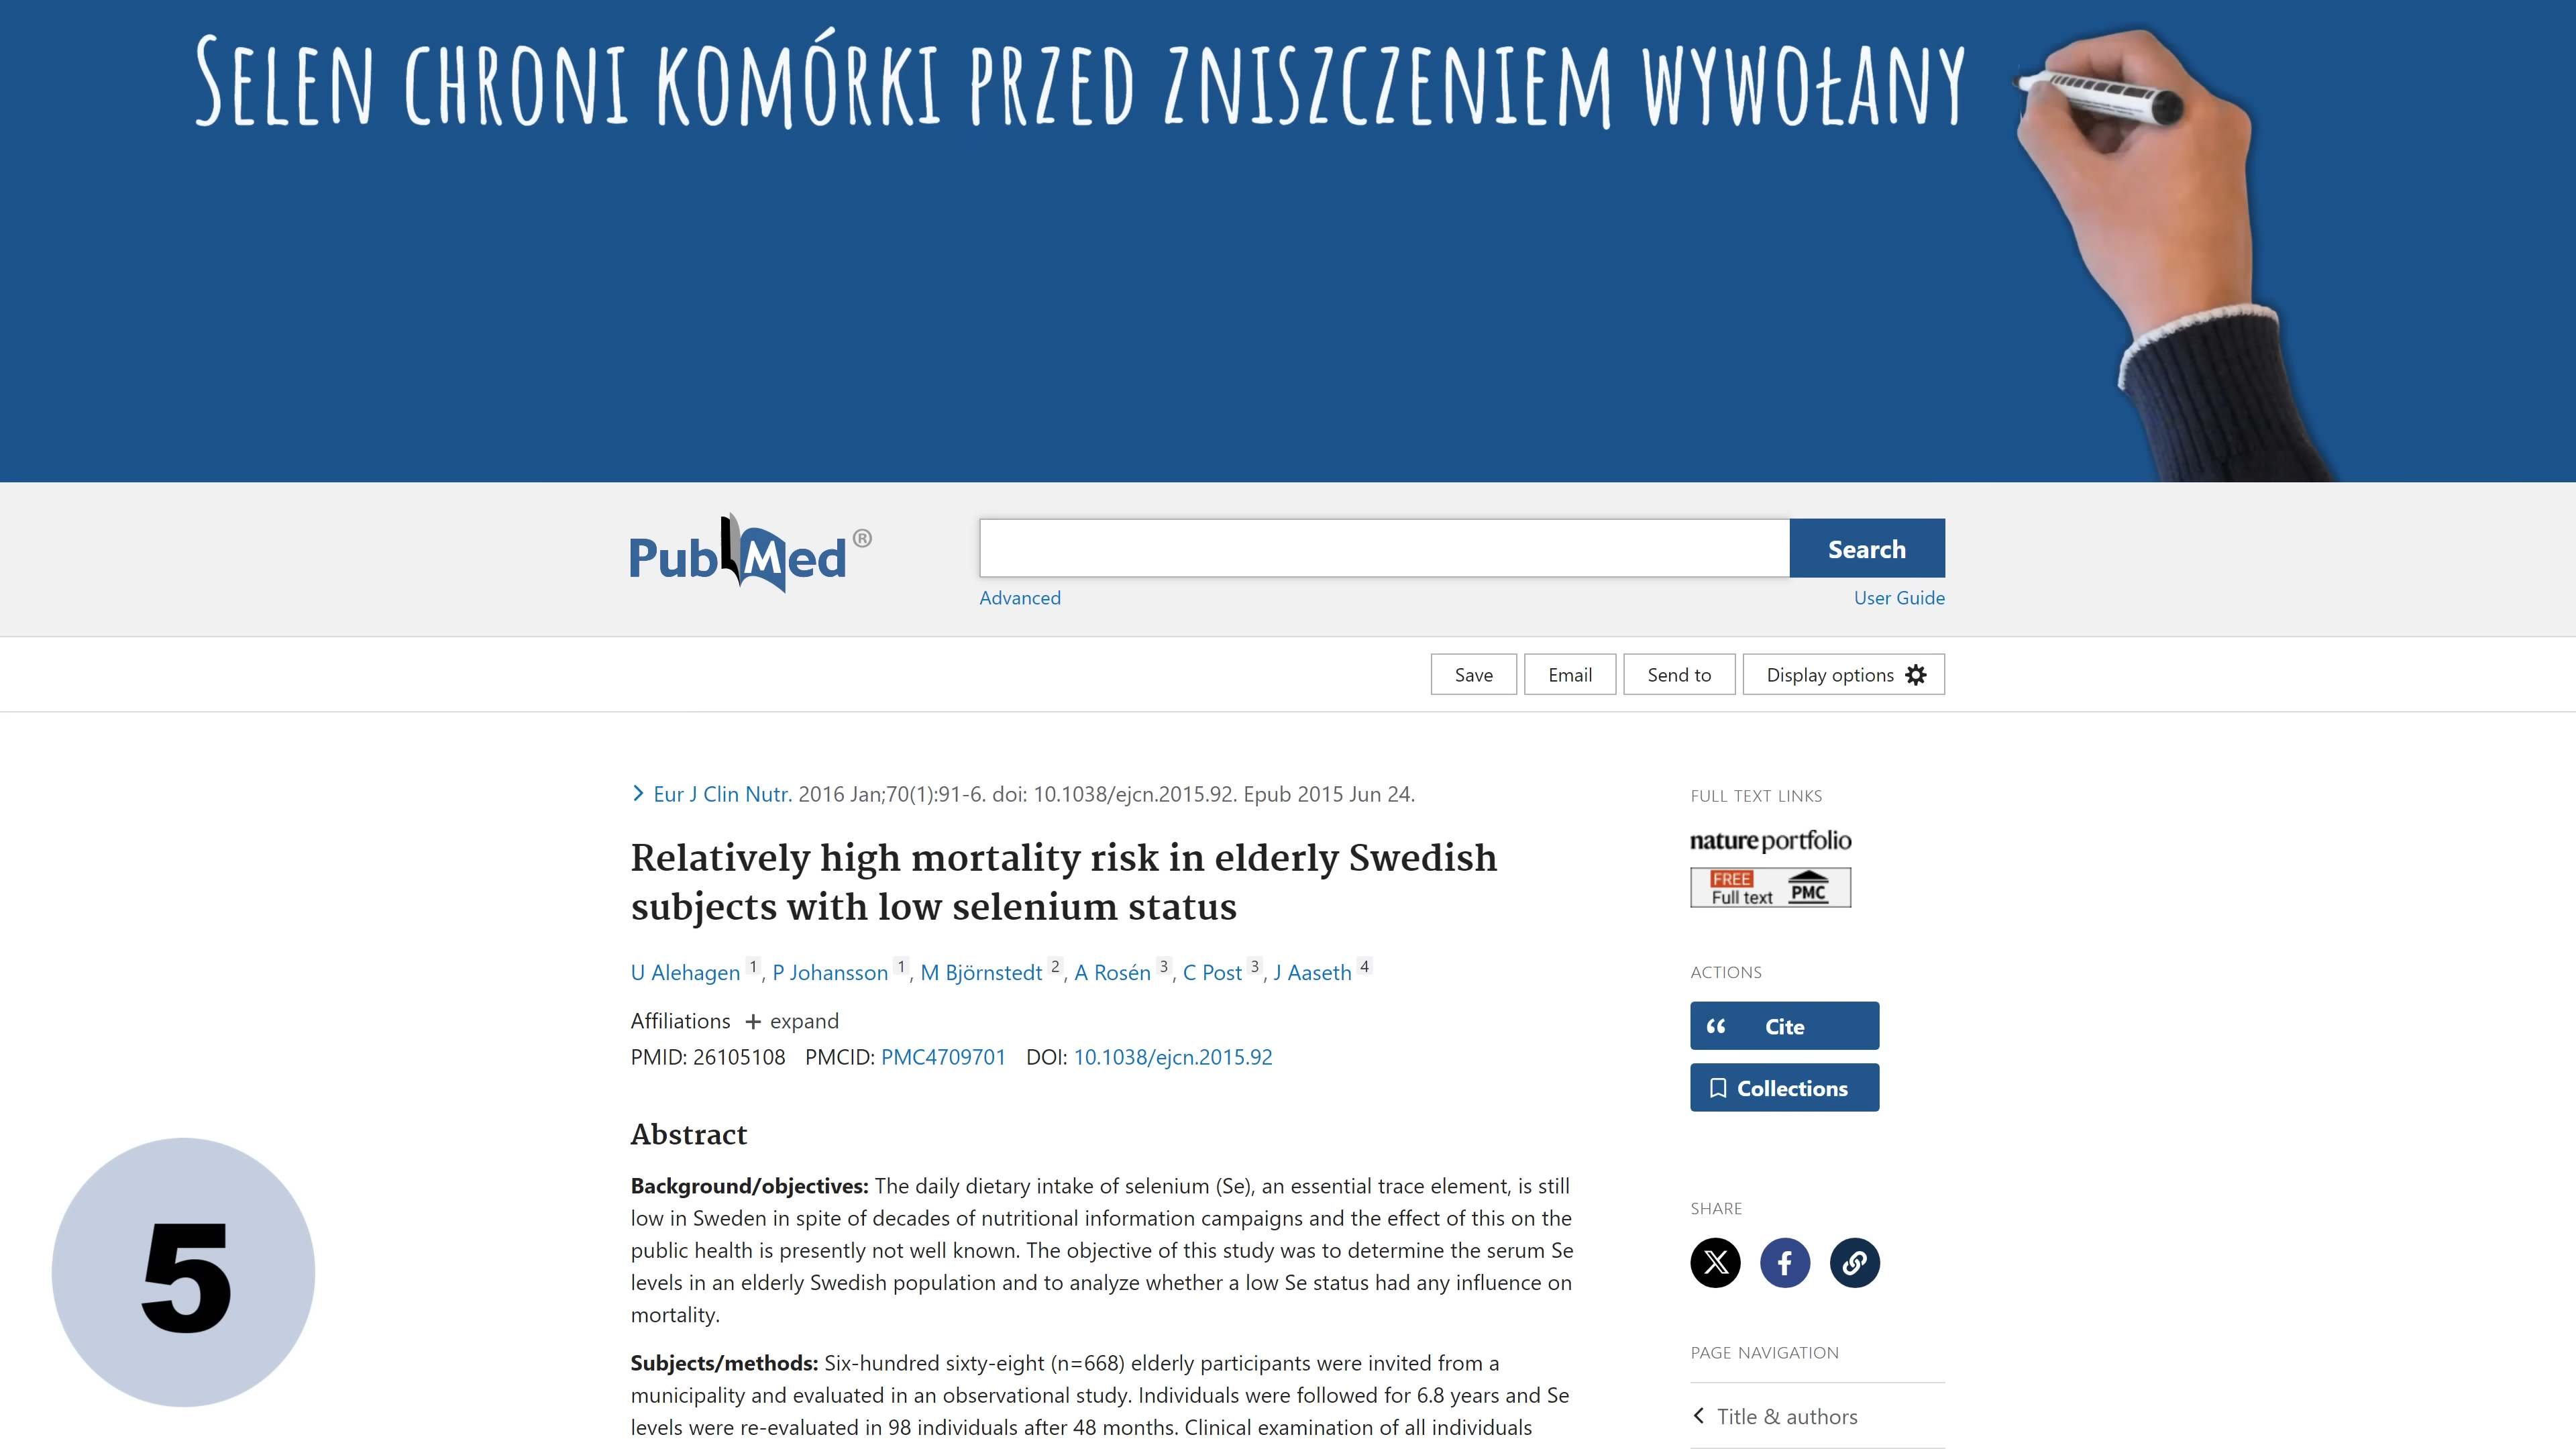 SELEN CHRONI KOMÓRKI PRZED ZNISZCZENIEM WYWOŁANY
PubMed®
Search
Advanced
User Guide
Save
Email
Send to
Display options
Eur J Clin Nutr. 2016 Jan;70(1):91-6. doi: 10.1038/ejcn.2015.92. Epub 2015 Jun 24.
Relatively high mortality risk in elderly Swedish
subjects with low selenium status
U Alehagen 1, P Johansson 1, M Björnstedt 2, A Rosén 3, C Post 3, J Aaseth 4
Affiliations + expand
PMID: 26105108 PMCID: PMC4709701 DOI: 10.1038/ejcn.2015.92
Abstract
Background/objectives: The daily dietary intake of selenium (Se), an essential trace element, is still
low in Sweden in spite of decades of nutritional information campaigns and the effect of this on the
public health is presently not well known. The objective of this study was to determine the serum Se
levels in an elderly Swedish population and to analyze whether a low Se status had any influence on
mortality.
Subjects/methods: Six-hundred sixty-eight (n=668) elderly participants were invited from a
municipality and evaluated in an observational study. Individuals were followed for 6.8 years and Se
levels were re-evaluated in 98 individuals after 48 months. Clinical examination of all individuals
FULL TEXT LINKS
nature portfolio
FREE
Full text
PMC
ACTIONS
Cite
Collections
SHARE
PAGE NAVIGATION
Title & authors
5